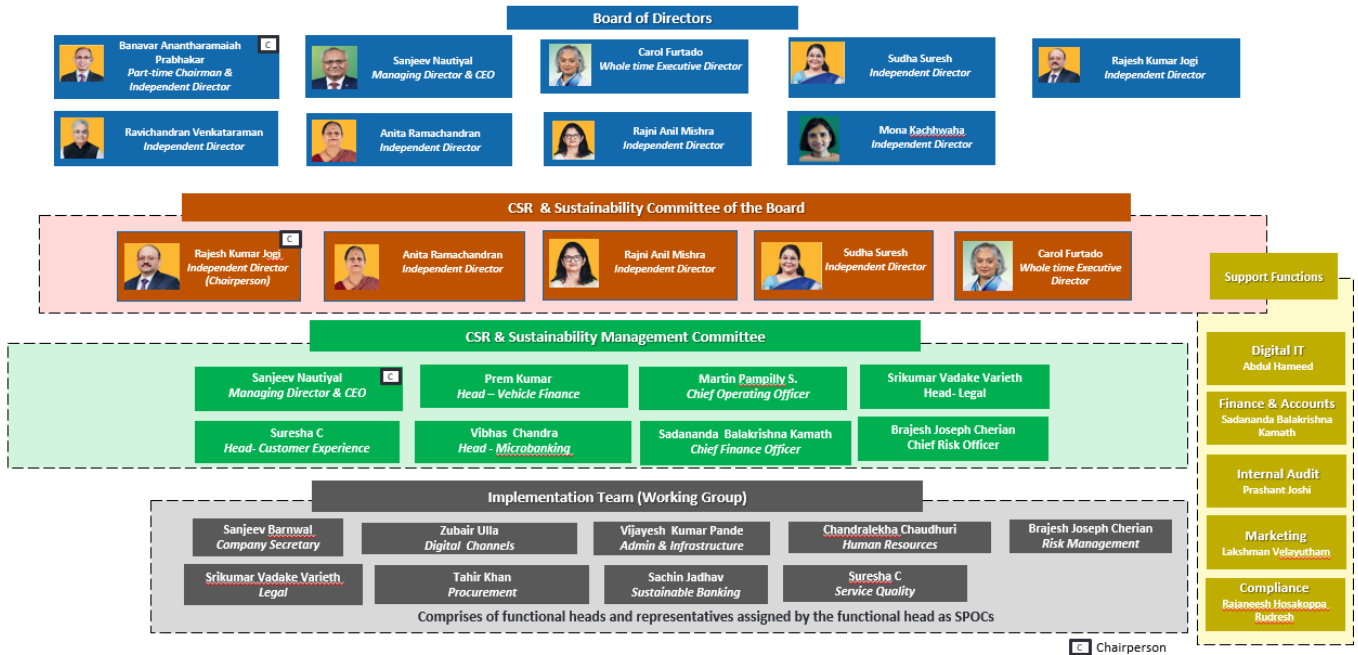 Board of Directors
Banavar Anantharamaiah
Prabhakar
Part-time Chairman &
Independent Director
C
Sanjeev Nautiyal
Managing Director & CEO
Carol Furtado
Whole time Executive Director
Sudha Suresh
Independent Director
Rajesh Kumar Jogi
Independent Director
Ravichandran Venkataraman
Independent Director
Anita Ramachandran
Independent Director
Rajni Anil Mishra
Independent Director
Mona Kachhwaha
Independent Director
CSR & Sustainability Committee of the Board
Rajesh Kumar Jogi
Independent Director
(Chairperson)
C
Anita Ramachandran
Independent Director
Rajni Anil Mishra
Independent Director
Sudha Suresh
Independent Director
Carol Furtado
Whole time Executive
Director
CSR & Sustainability Management Committee
Sanjeev Nautiyal
Managing Director & CEO
C
Prem Kumar
Head – Vehicle Finance
Martin Pampilly S.
Chief Operating Officer
Srikumar Vadake Varieth
Head- Legal
Suresha C
Head- Customer Experience
Vibhas Chandra
Head - Microbanking
Sadananda Balakrishna Kamath
Chief Finance Officer
Brajesh Joseph Cherian
Chief Risk Officer
Implementation Team (Working Group)
Sanjeev Barnwal
Company Secretary
Zubair Ulla
Digital Channels
Vijayesh Kumar Pande
Admin & Infrastructure
Chandralekha Chaudhuri
Human Resources
Brajesh Joseph Cherian
Risk Management
Srikumar Vadake Varieth
Legal
Tahir Khan
Procurement
Sachin Jadhav
Sustainable Banking
Suresha C
Service Quality
Comprises of functional heads and representatives assigned by the functional head as SPOCs
Support Functions
Digital IT
Abdul Hameed
Finance & Accounts
Sadananda Balakrishna
Kamath
Internal Audit
Prashant Joshi
Marketing
Lakshman Velayutham
Compliance
Rajaneesh Hosakoppa
Rudresh
C Chairperson